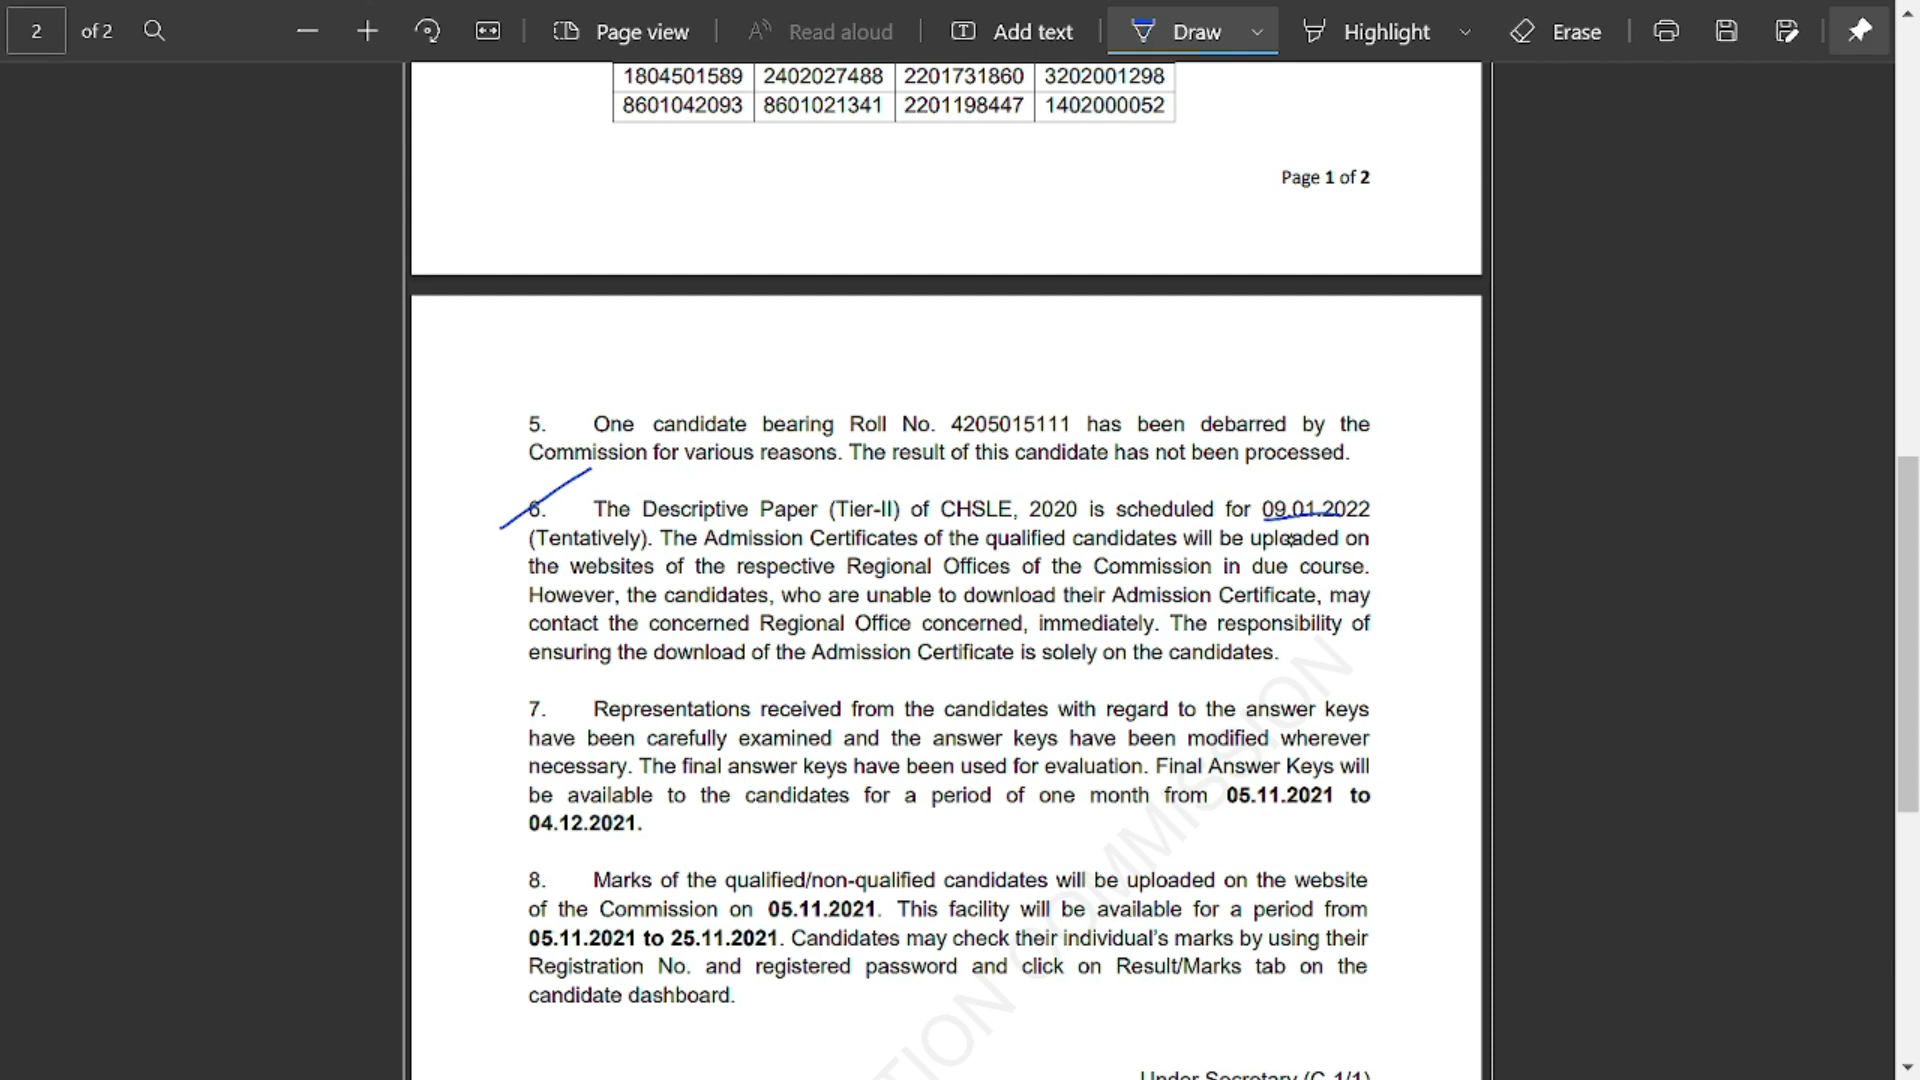 2 of 2 Page view Read aloud Add text Draw Highlight Erase
1804501589 2402027488 2201731860 3202001298
8601042093 8601021341 2201198447 1402000052
Page 1 of 2
5. One candidate bearing Roll No. 4205015111 has been debarred by the
Commission for various reasons. The result of this candidate has not been processed.
6. The Descriptive Paper (Tier-II) of CHSLE, 2020 is scheduled for 09.01.2022
(Tentatively). The Admission Certificates of the qualified candidates will be uploaded on
the websites of the respective Regional Offices of the Commission in due course.
However, the candidates, who are unable to download their Admission Certificate, may
contact the concerned Regional Office concerned, immediately. The responsibility of
ensuring the download of the Admission Certificate is solely on the candidates.
7. Representations received from the candidates with regard to the answer keys
have been carefully examined and the answer keys have been modified wherever
necessary. The final answer keys have been used for evaluation. Final Answer Keys will
be available to the candidates for a period of one month from 05.11.2021 to
04.12.2021.
8. Marks of the qualified/non-qualified candidates will be uploaded on the website
of the Commission on 05.11.2021. This facility will be available for a period from
05.11.2021 to 25.11.2021. Candidates may check their individual's marks by using their
Registration No. and registered password and click on Result/Marks tab on the
candidate dashboard.
Under Secretary (C-1/1)
TION COMMISSION